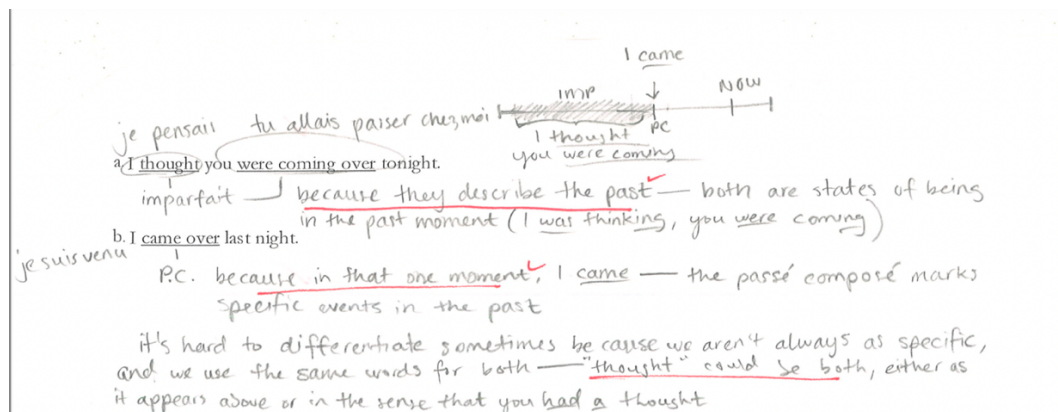 I came
IMP
NOW
PC
I thought
you were coming
je pensais tu allais passer chez moi
a. I thought you were coming over tonight.
imparfait
because they describe the past — both are states of being
in the past moment (I was thinking, you were coming)
b. I came over last night.
je suis venu
P.C. because in that one moment, I came — the passé composé marks
specific events in the past
it's hard to differentiate sometimes because we aren't always as specific,
and we use the same words for both — "thought" could be both, either as
it appears above or in the sense that you had a thought